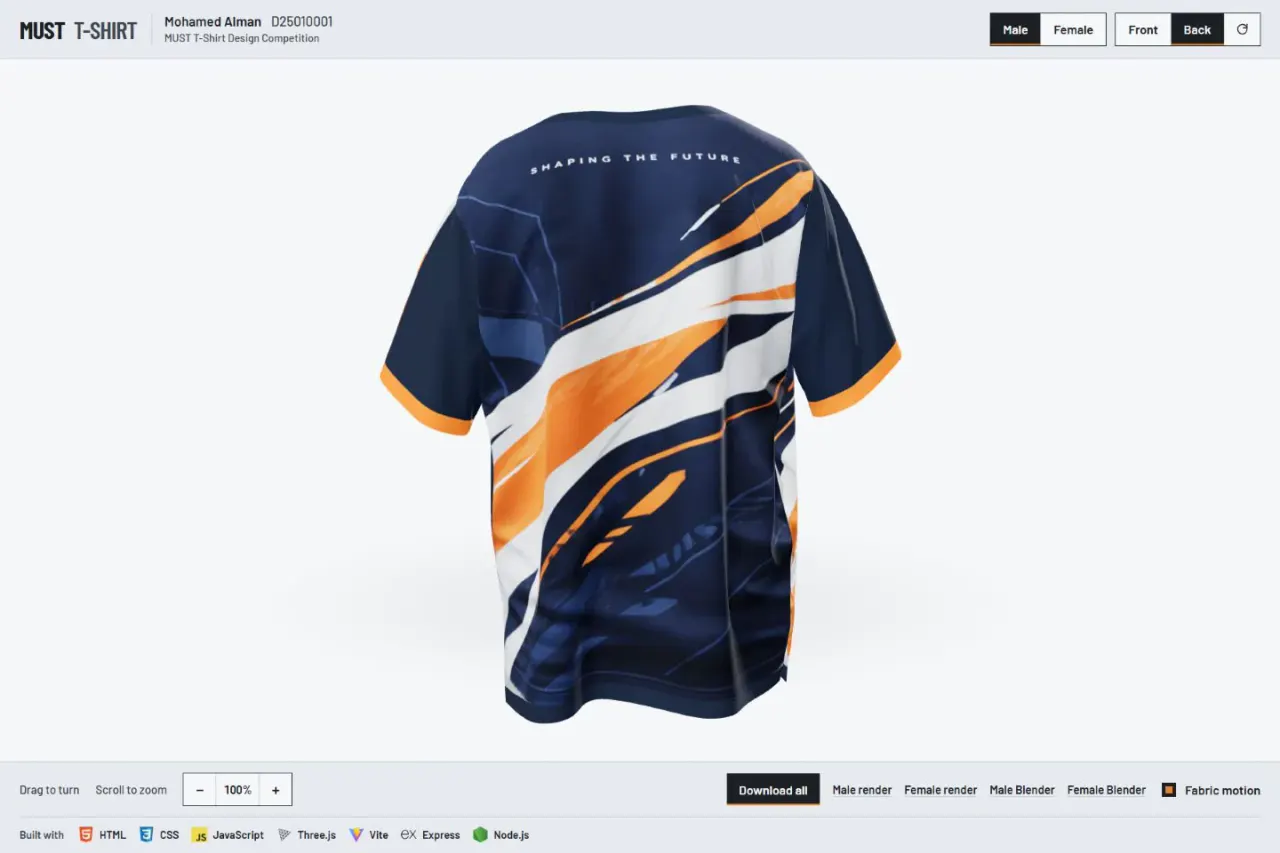 MUST T-SHIRT
Mohamed Alman D25010001
MUST T-Shirt Design Competition
Male Female Front Back
SHAPING THE FUTURE
Drag to turn Scroll to zoom − 100% +
Download all Male render Female render Male Blender Female Blender Fabric motion
Built with HTML CSS JS JavaScript Three.js Vite ex Express Node.js